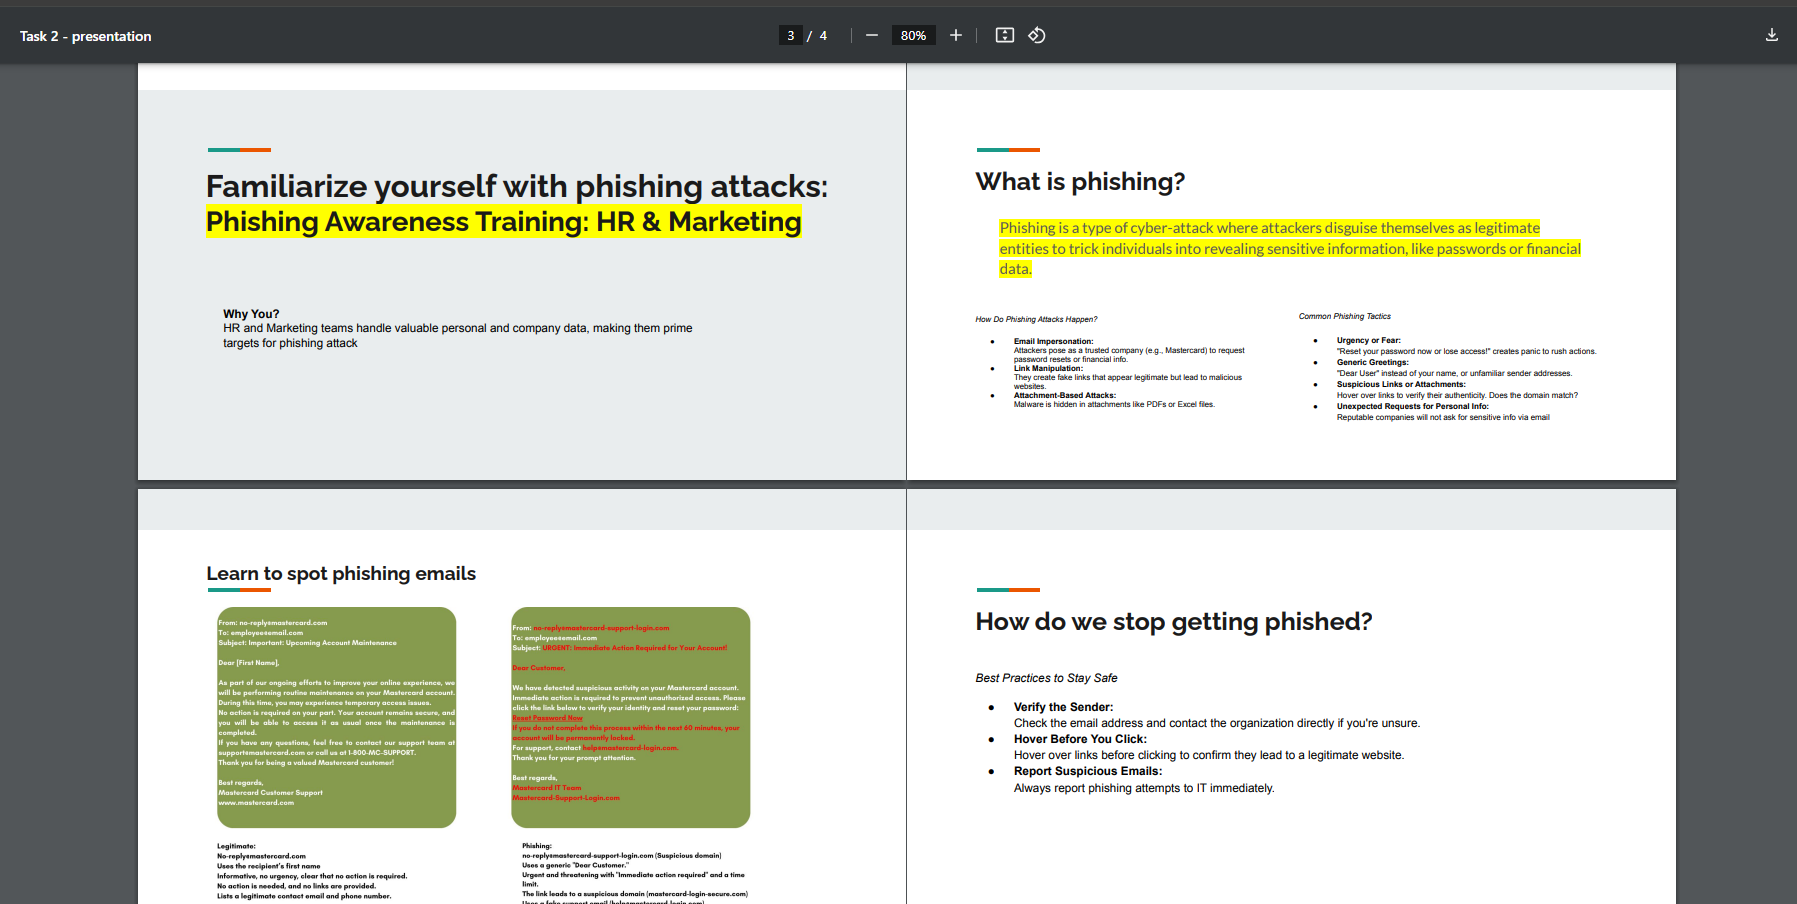 Task 2 - presentation
3 / 4
80%
Familiarize yourself with phishing attacks:
Phishing Awareness Training: HR & Marketing
Why You?
HR and Marketing teams handle valuable personal and company data, making them prime
targets for phishing attack
What is phishing?
Phishing is a type of cyber-attack where attackers disguise themselves as legitimate
entities to trick individuals into revealing sensitive information, like passwords or financial
data.
How Do Phishing Attacks Happen?
● Email Impersonation:
Attackers pose as a trusted company (e.g., Mastercard) to request
password resets or financial info.
● Link Manipulation:
They create fake links that appear legitimate but lead to malicious
websites.
● Attachment-Based Attacks:
Malware is hidden in attachments like PDFs or Excel files.
Common Phishing Tactics
● Urgency or Fear:
"Reset your password now or lose access!" creates panic to rush actions.
● Generic Greetings:
"Dear User" instead of your name, or unfamiliar sender addresses.
● Suspicious Links or Attachments:
Hover over links to verify their authenticity. Does the domain match?
● Unexpected Requests for Personal Info:
Reputable companies will not ask for sensitive info via email
Learn to spot phishing emails
From: no-reply@mastercard.com
To: employee@email.com
Subject: Important: Upcoming Account Maintenance
Dear [First Name],
As part of our ongoing efforts to improve your online experience, we
will be performing routine maintenance on your Mastercard account.
During this time, you may experience temporary access issues.
No action is required on your part. Your account remains secure, and
you will be able to access it as usual once the maintenance is
completed.
If you have any questions, feel free to contact our support team at
support@mastercard.com or call us at 1-800-MC-SUPPORT.
Thank you for being a valued Mastercard customer!
Best regards,
Mastercard Customer Support
www.mastercard.com
Legitimate:
No-reply@mastercard.com
Uses the recipient's first name
Informative, no urgency, clear that no action is required.
No action is needed, and no links are provided.
Lists a legitimate contact email and phone number.
From: no-reply@mastercard-support-login.com
To: employee@email.com
Subject: URGENT: Immediate Action Required for Your Account!
Dear Customer,
We have detected suspicious activity on your Mastercard account.
Immediate action is required to prevent unauthorized access. Please
click the link below to verify your identity and reset your password:
Reset Password Now
If you do not complete this process within the next 60 minutes, your
account will be permanently locked.
For support, contact help@mastercard-login.com.
Thank you for your prompt attention.
Best regards,
Mastercard IT Team
Mastercard-Support-Login.com
Phishing:
no-reply@mastercard-support-login.com (Suspicious domain)
Uses a generic "Dear Customer."
Urgent and threatening with "Immediate action required" and a time
limit.
The link leads to a suspicious domain (mastercard-login-secure.com)
Uses a fake support email (help@mastercard-login.com)
How do we stop getting phished?
Best Practices to Stay Safe
● Verify the Sender:
Check the email address and contact the organization directly if you're unsure.
● Hover Before You Click:
Hover over links before clicking to confirm they lead to a legitimate website.
● Report Suspicious Emails:
Always report phishing attempts to IT immediately.